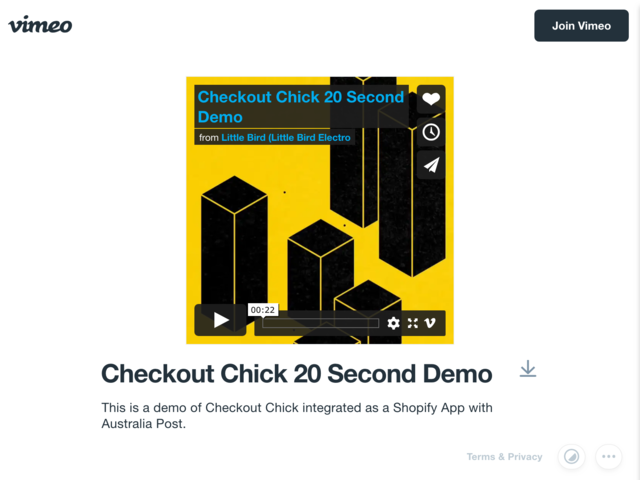 vimeo
Join Vimeo
Checkout Chick 20 Second
Demo
from Little Bird (Little Bird Electro
00:22
Checkout Chick 20 Second Demo
This is a demo of Checkout Chick integrated as a Shopify App with
Australia Post.
Terms & Privacy